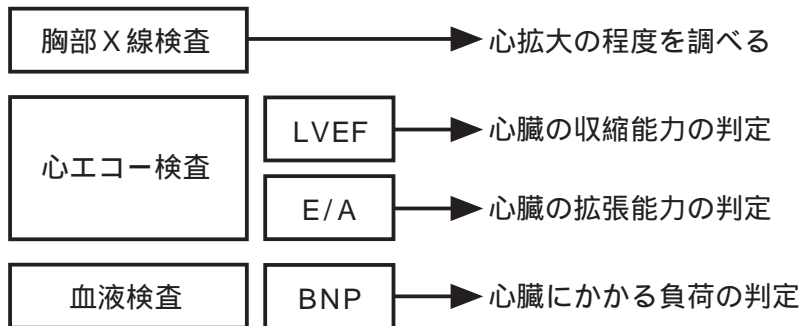 胸部X線検査 心拡大の程度を調べる
LVEF 心臓の収縮能力の判定
心エコー検査
E/A 心臓の拡張能力の判定
血液検査 BNP 心臓にかかる負荷の判定